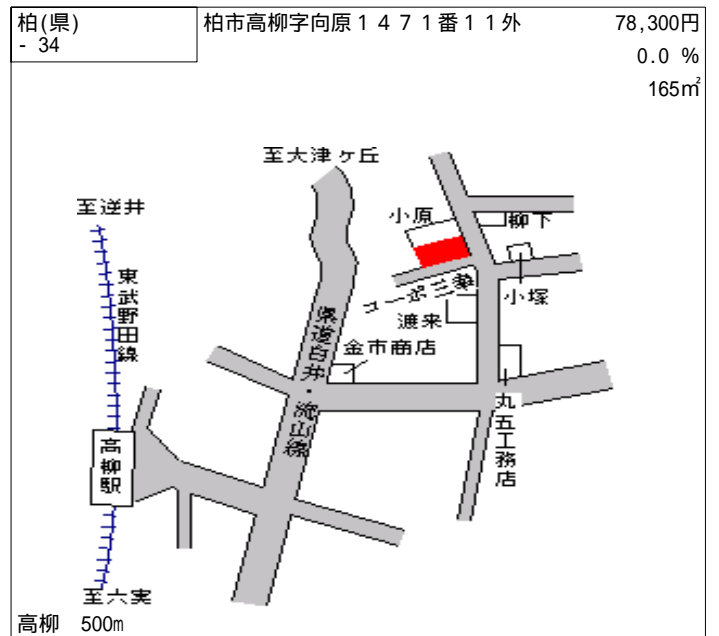 柏(県)
- 34
柏市高柳字向原１４７１番１１外
78,300円
0.0 %
165㎡
至大津ヶ丘
至逆井
小原
柳下
東武野田線
小塚
コーポ三
渡来
県道白井・流山線
金市商店
丸五工務店
高柳駅
至六実
高柳 500m